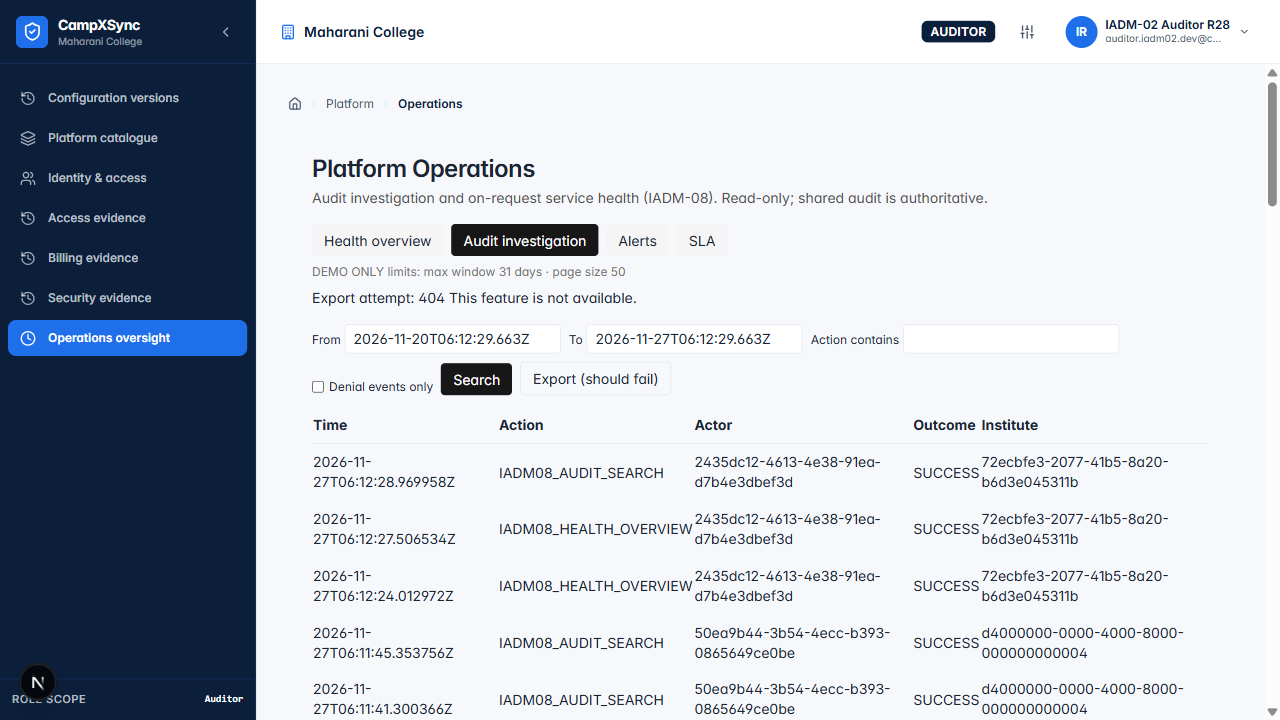 CampXSync
Maharani College
Maharani College
AUDITOR
IR
IADM-02 Auditor R28
auditor.iadm02.dev@c...
Configuration versions
Platform catalogue
Identity & access
Access evidence
Billing evidence
Security evidence
Operations oversight
Platform
Operations
Platform Operations
Audit investigation and on-request service health (IADM-08). Read-only; shared audit is authoritative.
Health overview
Audit investigation
Alerts
SLA
DEMO ONLY limits: max window 31 days · page size 50
Export attempt: 404 This feature is not available.
From 2026-11-20T06:12:29.663Z To 2026-11-27T06:12:29.663Z Action contains
Denial events only Search Export (should fail)
Time Action Actor Outcome Institute
2026-11-27T06:12:28.969958Z IADM08_AUDIT_SEARCH 2435dc12-4613-4e38-91ea-d7b4e3dbef3d SUCCESS 72ecbfe3-2077-41b5-8a20-b6d3e045311b
2026-11-27T06:12:27.506534Z IADM08_HEALTH_OVERVIEW 2435dc12-4613-4e38-91ea-d7b4e3dbef3d SUCCESS 72ecbfe3-2077-41b5-8a20-b6d3e045311b
2026-11-27T06:12:24.012972Z IADM08_HEALTH_OVERVIEW 2435dc12-4613-4e38-91ea-d7b4e3dbef3d SUCCESS 72ecbfe3-2077-41b5-8a20-b6d3e045311b
2026-11-27T06:11:45.353756Z IADM08_AUDIT_SEARCH 50ea9b44-3b54-4ecc-b393-0865649ce0be SUCCESS d4000000-0000-4000-8000-000000000004
2026-11-27T06:11:41.300366Z IADM08_AUDIT_SEARCH 50ea9b44-3b54-4ecc-b393-0865649ce0be SUCCESS d4000000-0000-4000-8000-000000000004
N
ROLE SCOPE
Auditor